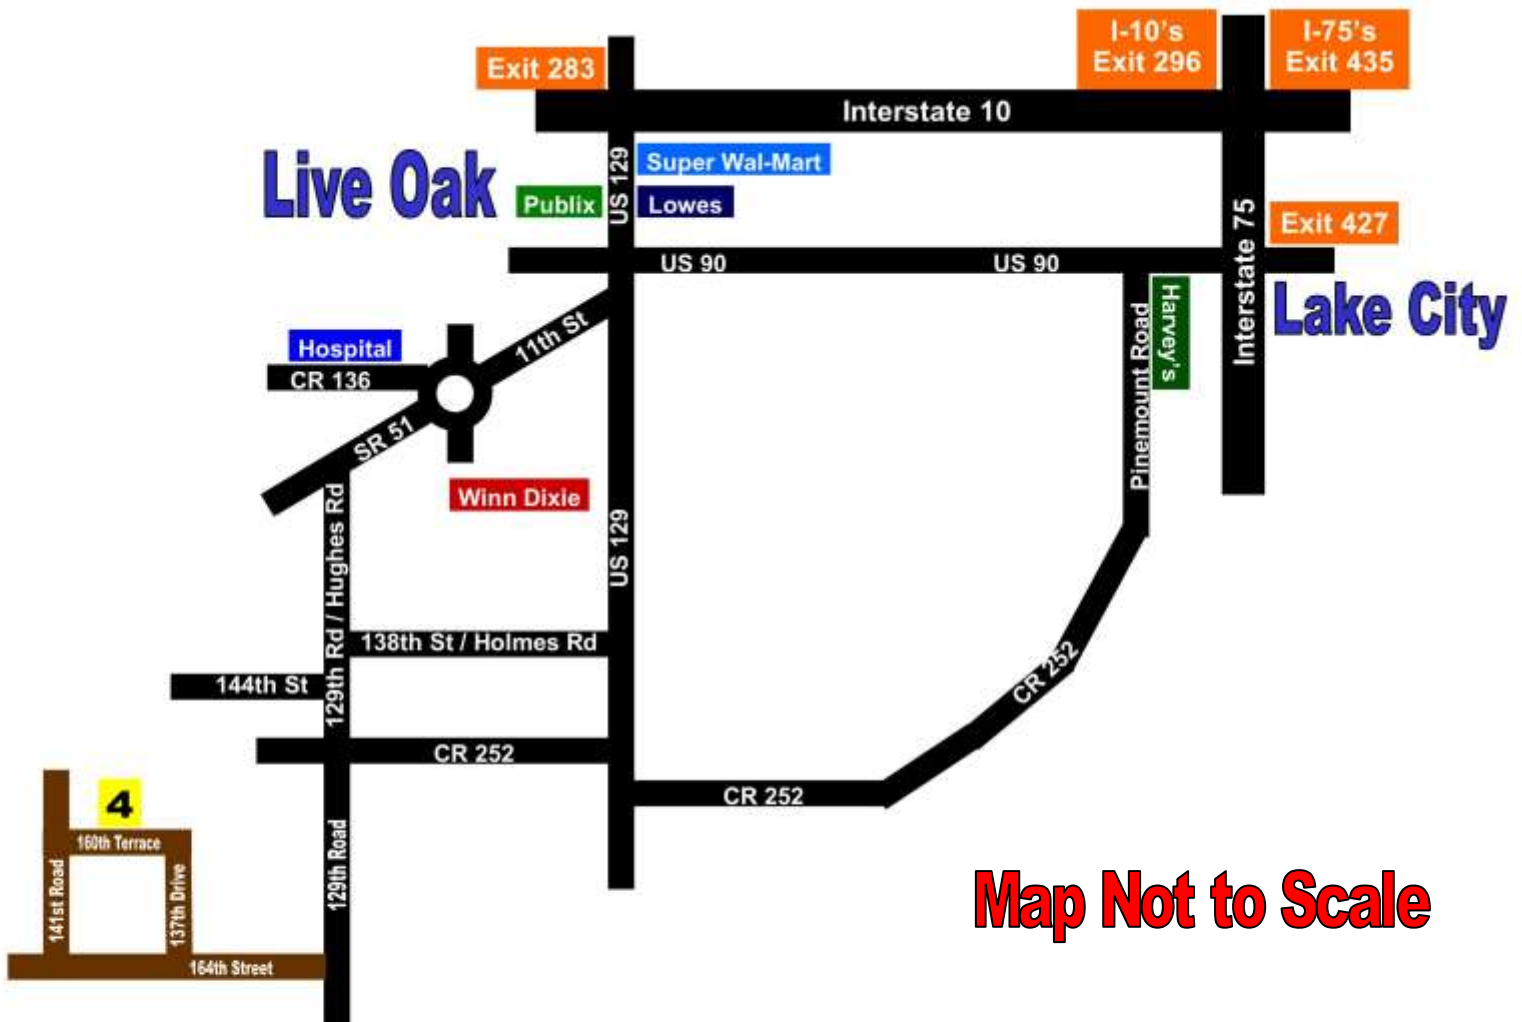 I-10's
Exit 296
I-75's
Exit 435
Exit 283
Interstate 10
Live Oak
US 129
Super Wal-Mart
Publix
Lowes
Interstate 75
Exit 427
US 90
US 90
Lake City
Harvey's
Pinemount Road
11th St
Hospital
CR 136
SR 51
Winn Dixie
129th Rd / Hughes Rd
US 129
138th St / Holmes Rd
144th St
CR 252
CR 252
CR 252
4
160th Terrace
141st Road
137th Drive
129th Road
164th Street
Map Not to Scale